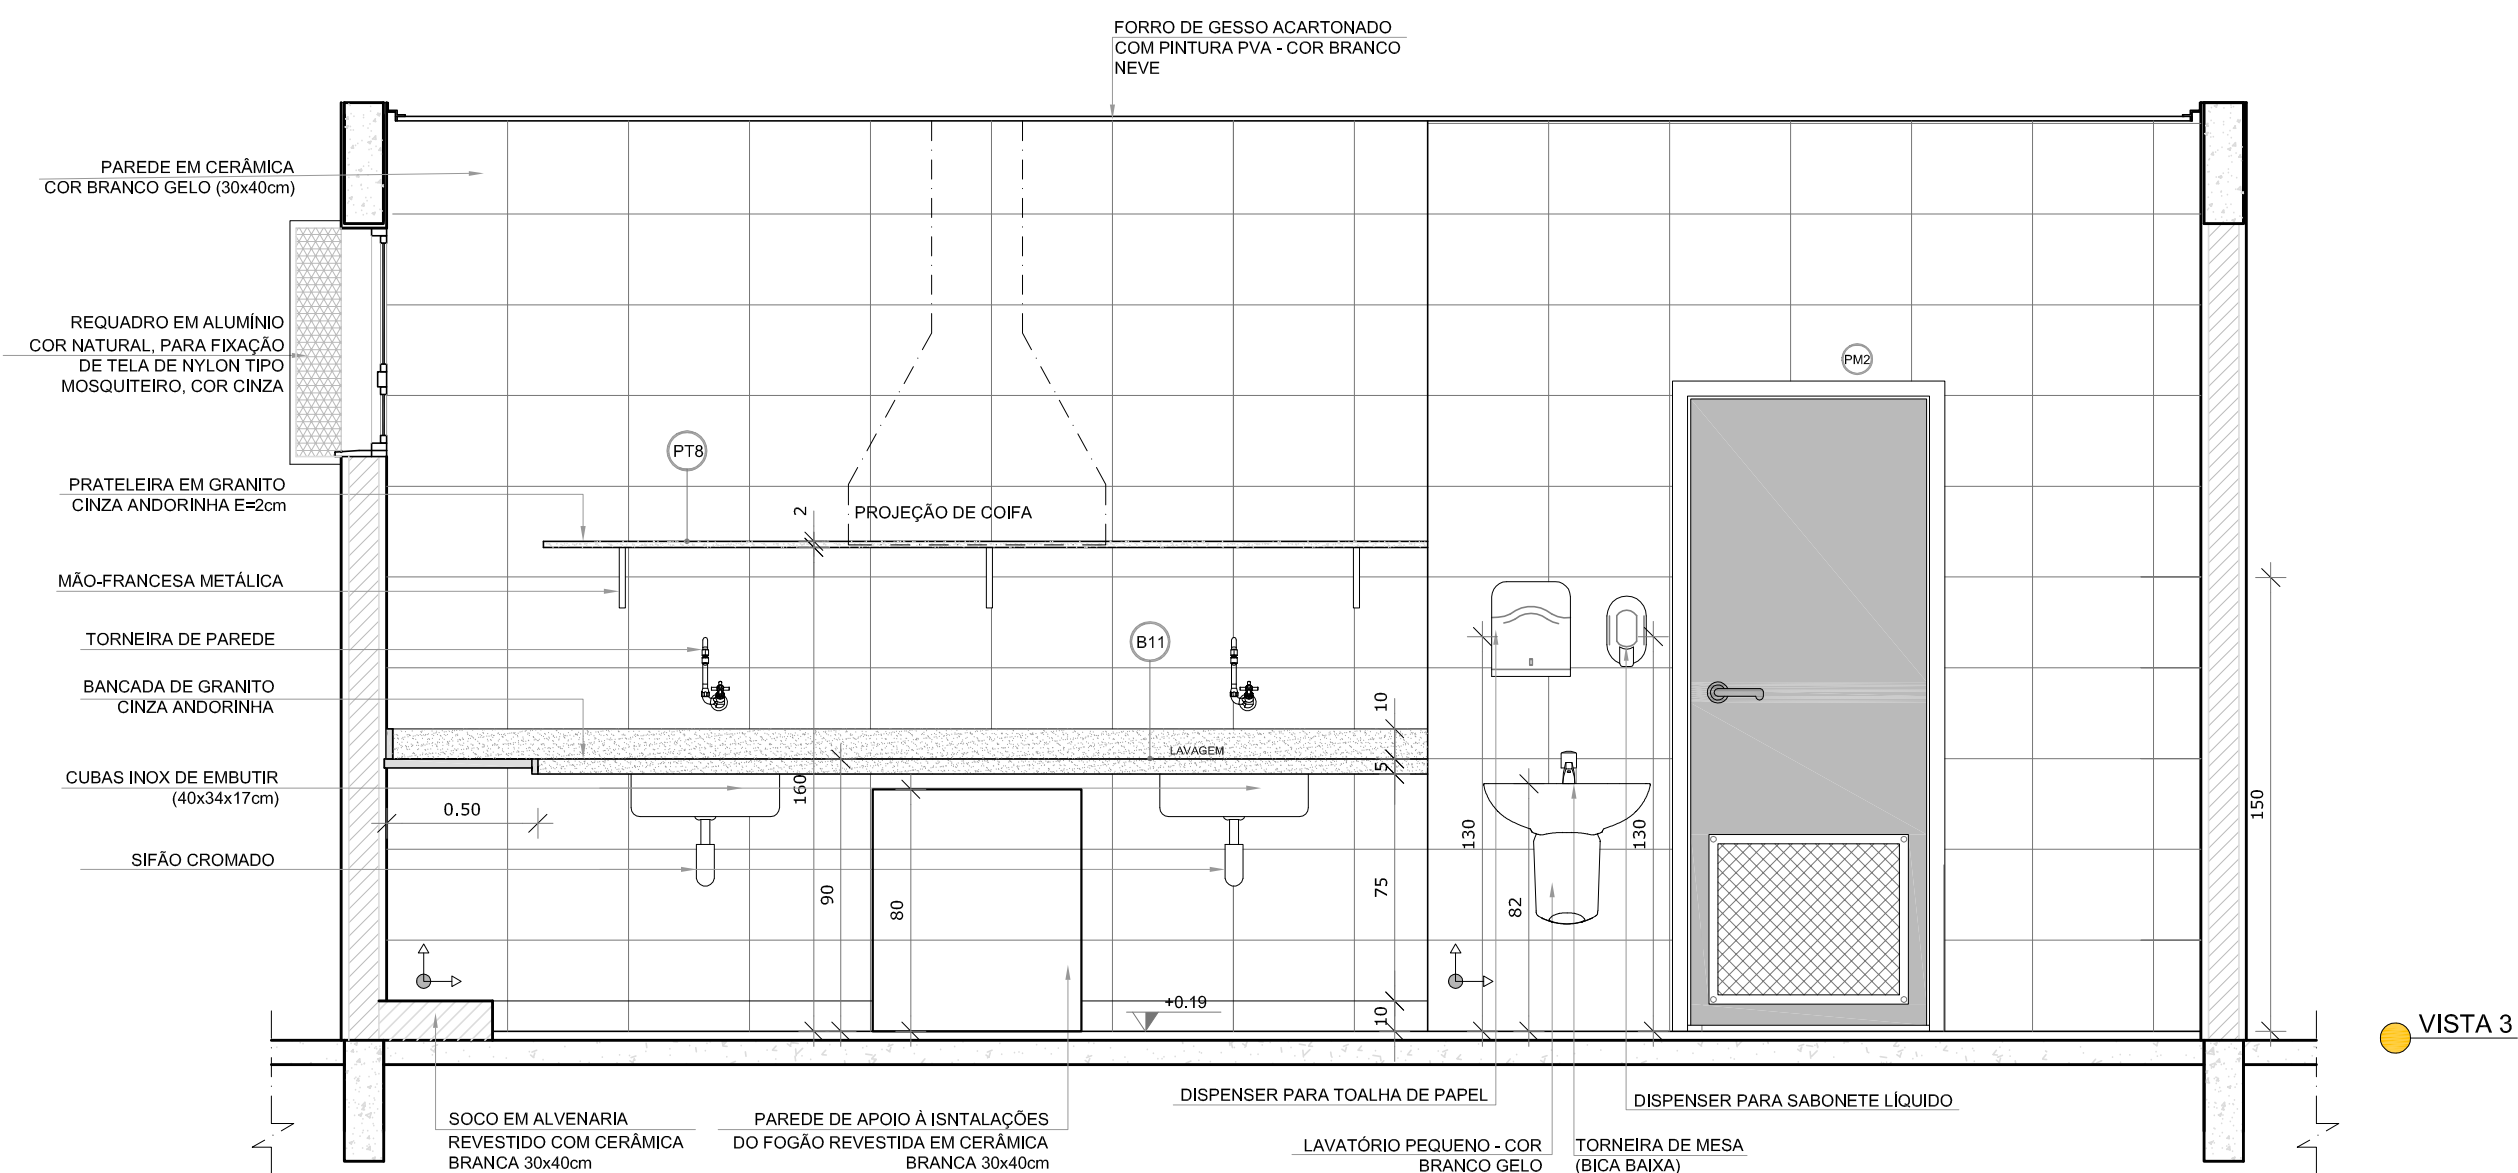 FORRO DE GESSO ACARTONADO
COM PINTURA PVA - COR BRANCO
NEVE
PAREDE EM CERÂMICA
COR BRANCO GELO (30x40cm)
REQUADRO EM ALUMÍNIO
COR NATURAL, PARA FIXAÇÃO
DE TELA DE NYLON TIPO
MOSQUITEIRO, COR CINZA
PM2
PT8
PRATELEIRA EM GRANITO
CINZA ANDORINHA E=2cm
2
PROJEÇÃO DE COIFA
MÃO-FRANCESA METÁLICA
TORNEIRA DE PAREDE
B11
BANCADA DE GRANITO
CINZA ANDORINHA
10
LAVAGEM
5
CUBAS INOX DE EMBUTIR
(40x34x17cm)
0.50
160
150
130
130
SIFÃO CROMADO
90
80
75
82
+0.19
10
VISTA 3
DISPENSER PARA TOALHA DE PAPEL
DISPENSER PARA SABONETE LÍQUIDO
SOCO EM ALVENARIA
REVESTIDO COM CERÂMICA
BRANCA 30x40cm
PAREDE DE APOIO À ISNTALAÇÕES
DO FOGÃO REVESTIDA EM CERÂMICA
BRANCA 30x40cm
LAVATÓRIO PEQUENO - COR
BRANCO GELO
TORNEIRA DE MESA
(BICA BAIXA)